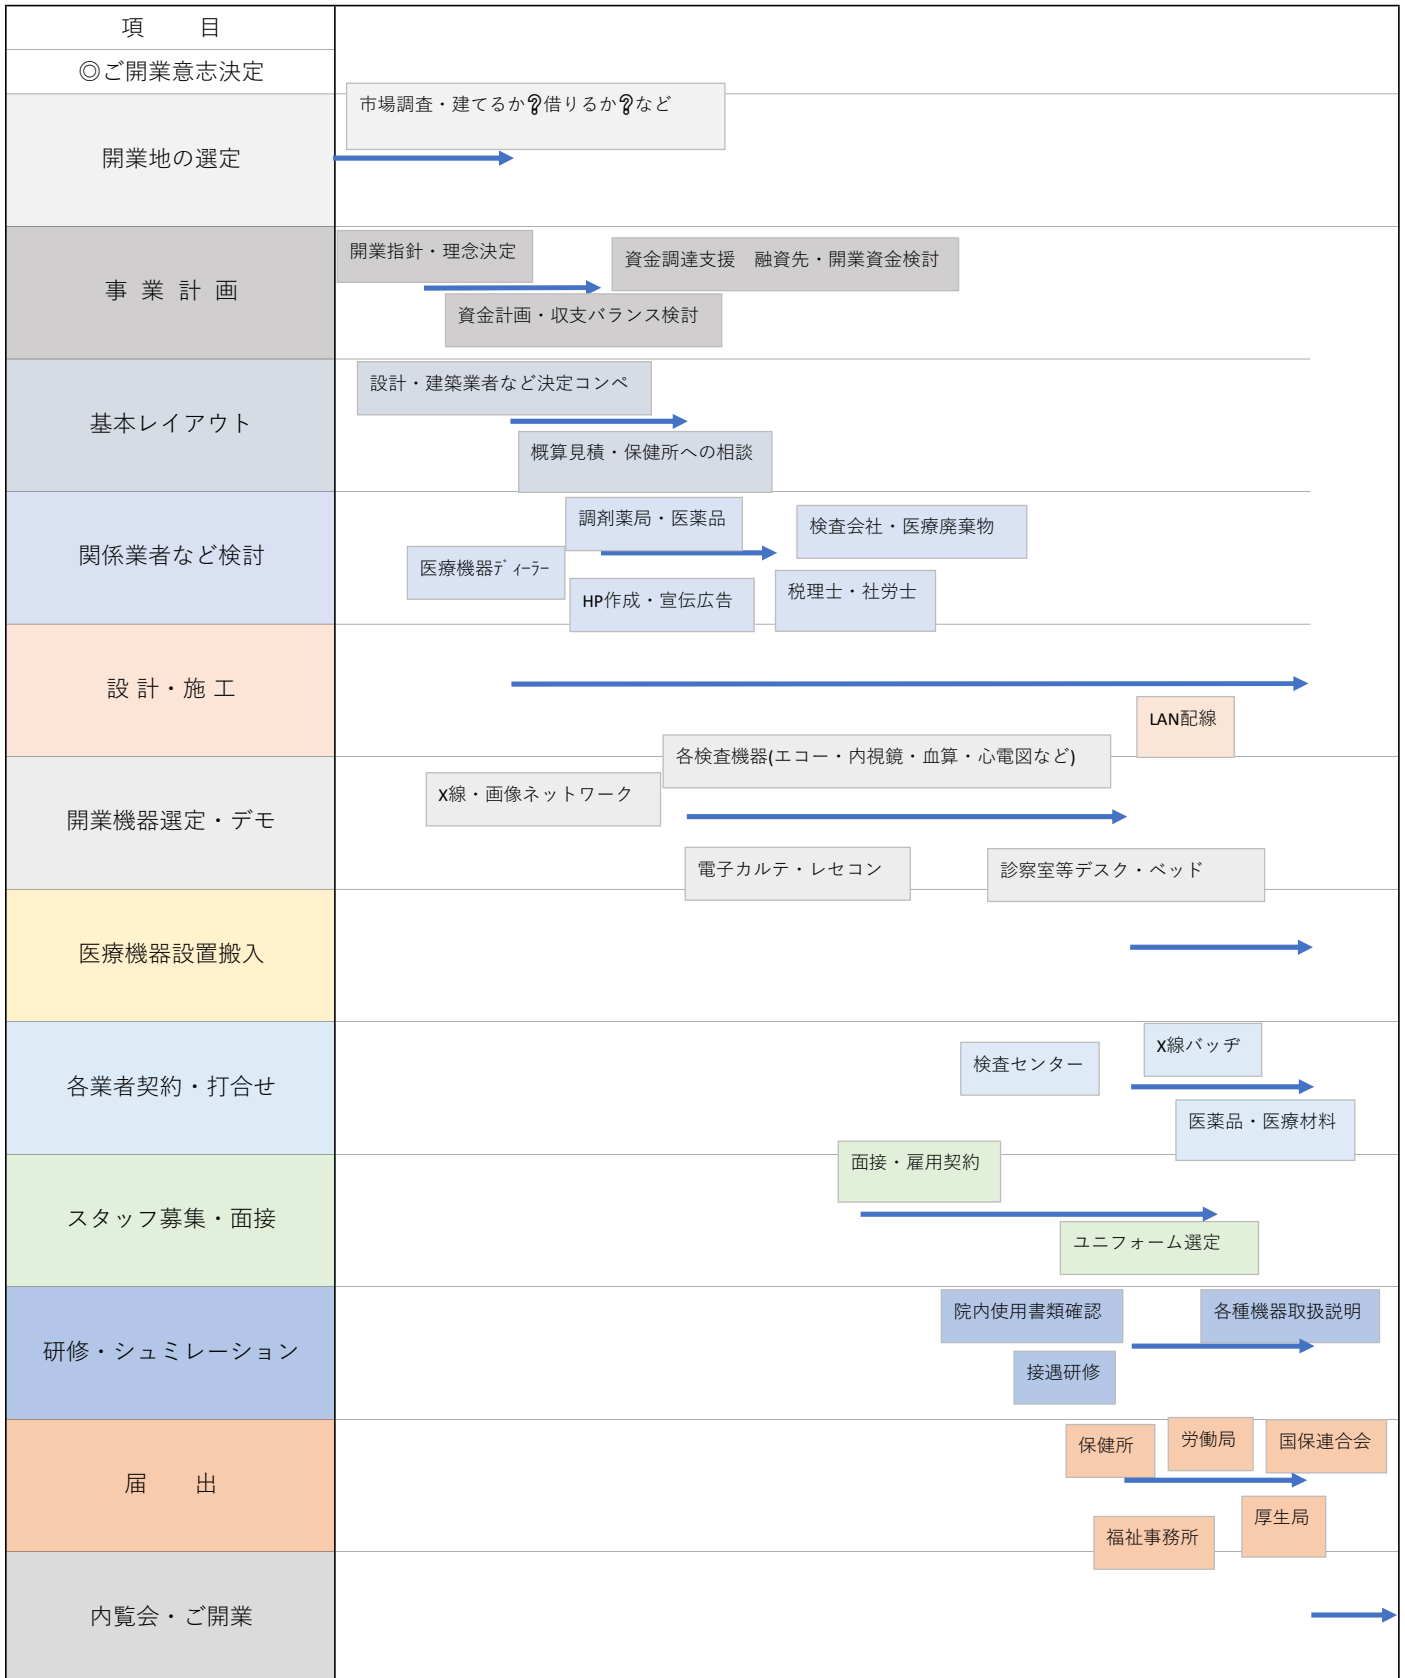 項 目
◎ご開業意志決定
市場調査・建てるか?借りるか?など
開業地の選定
開業指針・理念決定
資金調達支援 融資先・開業資金検討
事 業 計 画
資金計画・収支バランス検討
設計・建築業者など決定コンペ
基本レイアウト
概算見積・保健所への相談
調剤薬局・医薬品
検査会社・医療廃棄物
関係業者など検討
医療機器ディーラー
HP作成・宣伝広告
税理士・社労士
設 計・施 工
LAN配線
各検査機器(エコー・内視鏡・血算・心電図など)
X線・画像ネットワーク
開業機器選定・デモ
電子カルテ・レセコン
診察室等デスク・ベッド
医療機器設置搬入
X線バッヂ
検査センター
各業者契約・打合せ
医薬品・医療材料
面接・雇用契約
スタッフ募集・面接
ユニフォーム選定
院内使用書類確認
各種機器取扱説明
研修・シュミレーション
接遇研修
保健所
労働局
国保連合会
届 出
福祉事務所
厚生局
内覧会・ご開業